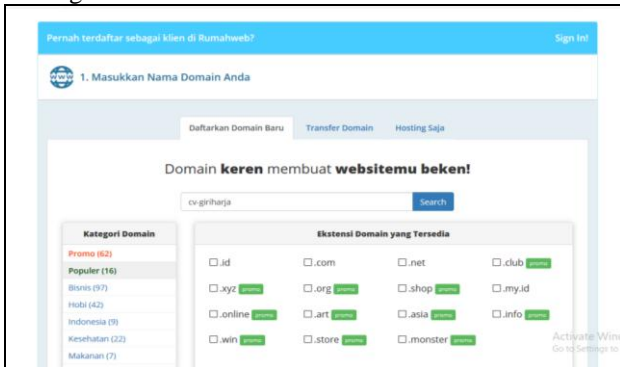 Pernah terdaftar sebagai klien di Rumahweb? Sign In!
1. Masukkan Nama Domain Anda
Daftarkan Domain Baru Transfer Domain Hosting Saja
Domain keren membuat websitemu beken!
cv-giriharja Search
Kategori Domain
Promo (62)
Populer (16)
Bisnis (97)
Hobi (42)
Indonesia (9)
Kesehatan (22)
Makanan (7)
Ekstensi Domain yang Tersedia
.id .com .net .club promo
.xyz promo .org promo .shop promo .my.id
.online promo .art promo .asia promo .info promo
.win promo .store promo .monster promo
Activate Win
Go to Settings to